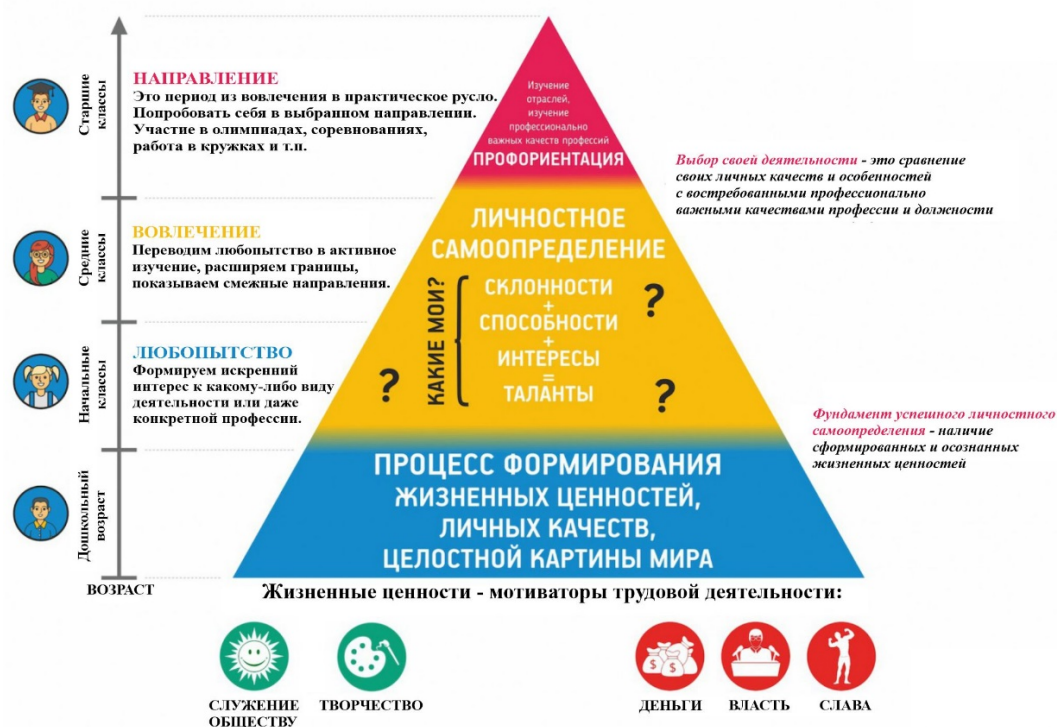 Старшие
классы
НАПРАВЛЕНИЕ
Это период из вовлечения в практическое русло.
Попробовать себя в выбранном направлении.
Участие в олимпиадах, соревнованиях,
работа в кружках и т.п.
Изучение
отраслей,
изучение
профессионально
важных качеств профессий
ПРОФОРИЕНТАЦИЯ
Выбор своей деятельности - это сравнение
своих личных качеств и особенностей
с востребованными профессионально
важными качествами профессии и должности
Средние
классы
ВОВЛЕЧЕНИЕ
Переводим любопытство в активное
изучение, расширяем границы,
показываем смежные направления.
ЛИЧНОСТНОЕ
САМООПРЕДЕЛЕНИЕ
КАКИЕ МОИ?
СКЛОННОСТИ
+
СПОСОБНОСТИ
+
ИНТЕРЕСЫ
=
ТАЛАНТЫ
?
?
?
Начальные
классы
ЛЮБОПЫТСТВО
Формируем искренний
интерес к какому-либо виду
деятельности или даже
конкретной профессии.
Фундамент успешного личностного
самоопределения - наличие
сформированных и осознанных
жизненных ценностей
Дошкольный
возраст
ПРОЦЕСС ФОРМИРОВАНИЯ
ЖИЗНЕННЫХ ЦЕННОСТЕЙ,
ЛИЧНЫХ КАЧЕСТВ,
ЦЕЛОСТНОЙ КАРТИНЫ МИРА
ВОЗРАСТ
Жизненные ценности - мотиваторы трудовой деятельности:
$ $
$
СЛУЖЕНИЕ
ОБЩЕСТВУ
ТВОРЧЕСТВО
ДЕНЬГИ
ВЛАСТЬ
СЛАВА